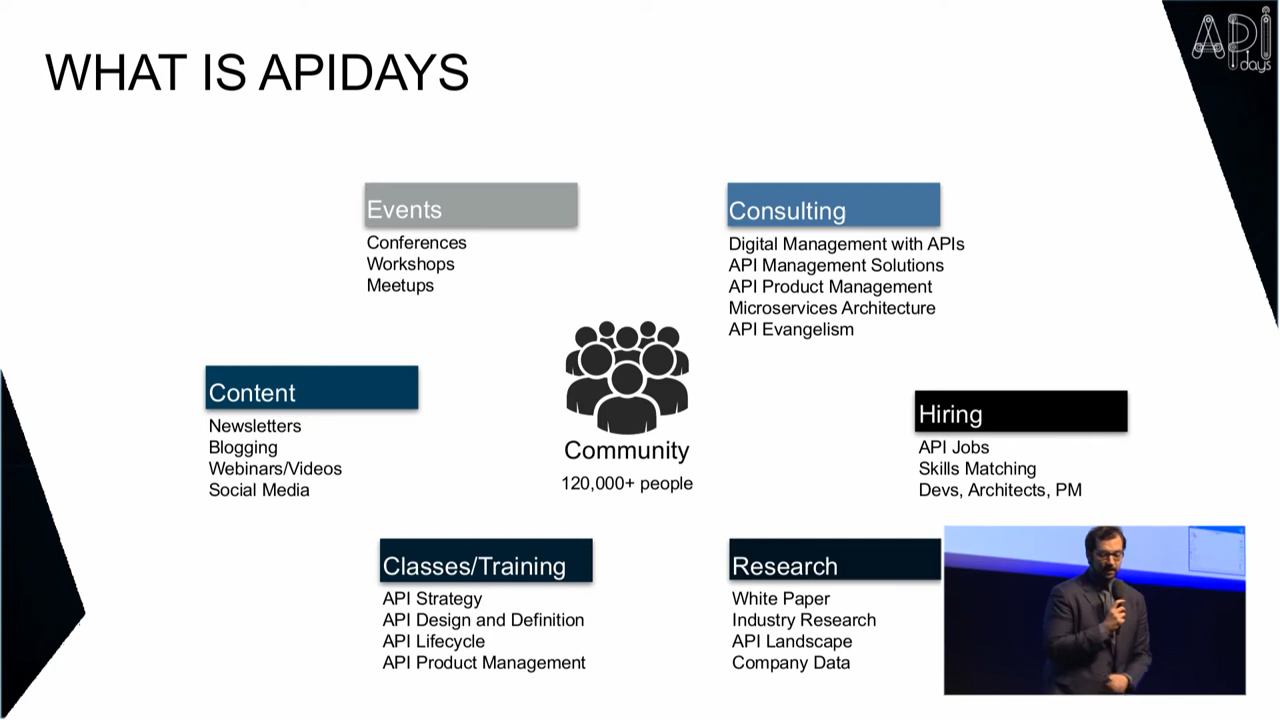 API
days
WHAT IS APIDAYS
Events
Conferences
Workshops
Meetups
Consulting
Digital Management with APIs
API Management Solutions
API Product Management
Microservices Architecture
API Evangelism
Content
Newsletters
Blogging
Webinars/Videos
Social Media
Community
120,000+ people
Hiring
API Jobs
Skills Matching
Devs, Architects, PM
Classes/Training
API Strategy
API Design and Definition
API Lifecycle
API Product Management
Research
White Paper
Industry Research
API Landscape
Company Data